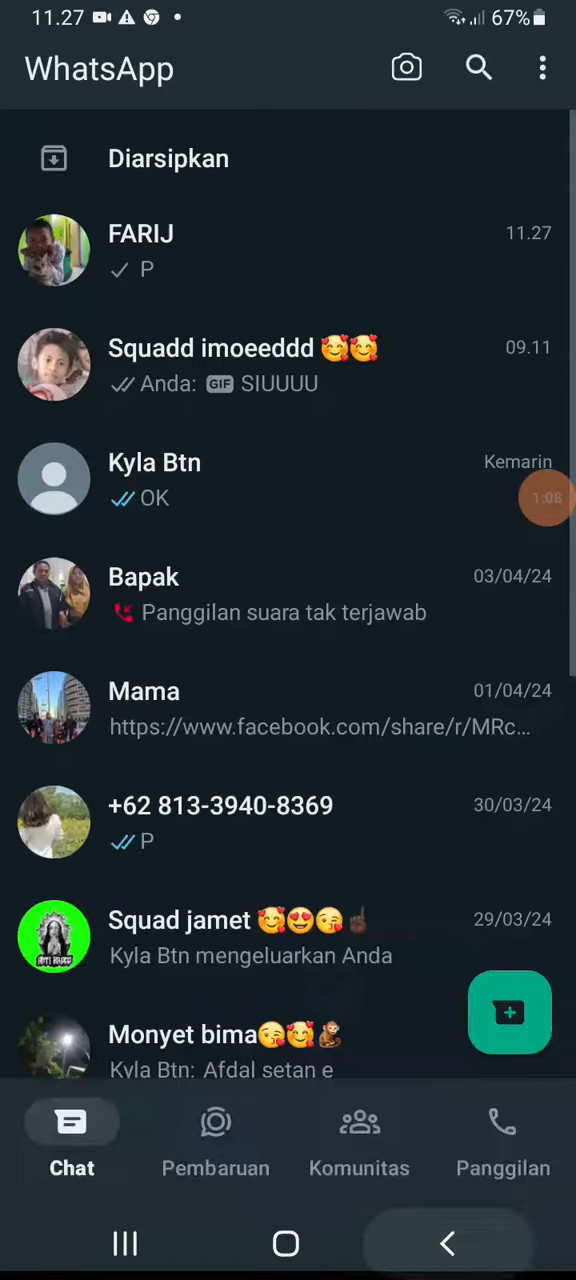 11.27 67%
WhatsApp
Diarsipkan
FARIJ 11.27
P
Squadd imoeeddd 🥰🥰 09.11
Anda: GIF SIUUUU
Kyla Btn Kemarin
OK
1:08
Bapak 03/04/24
Panggilan suara tak terjawab
Mama 01/04/24
https://www.facebook.com/share/r/MRc...
+62 813-3940-8369 30/03/24
P
Squad jamet 🥰😍😘☝🏿 29/03/24
Kyla Btn mengeluarkan Anda
Monyet bima😘🥰🐒
Kyla Btn: Afdal setan e
Chat Pembaruan Komunitas Panggilan